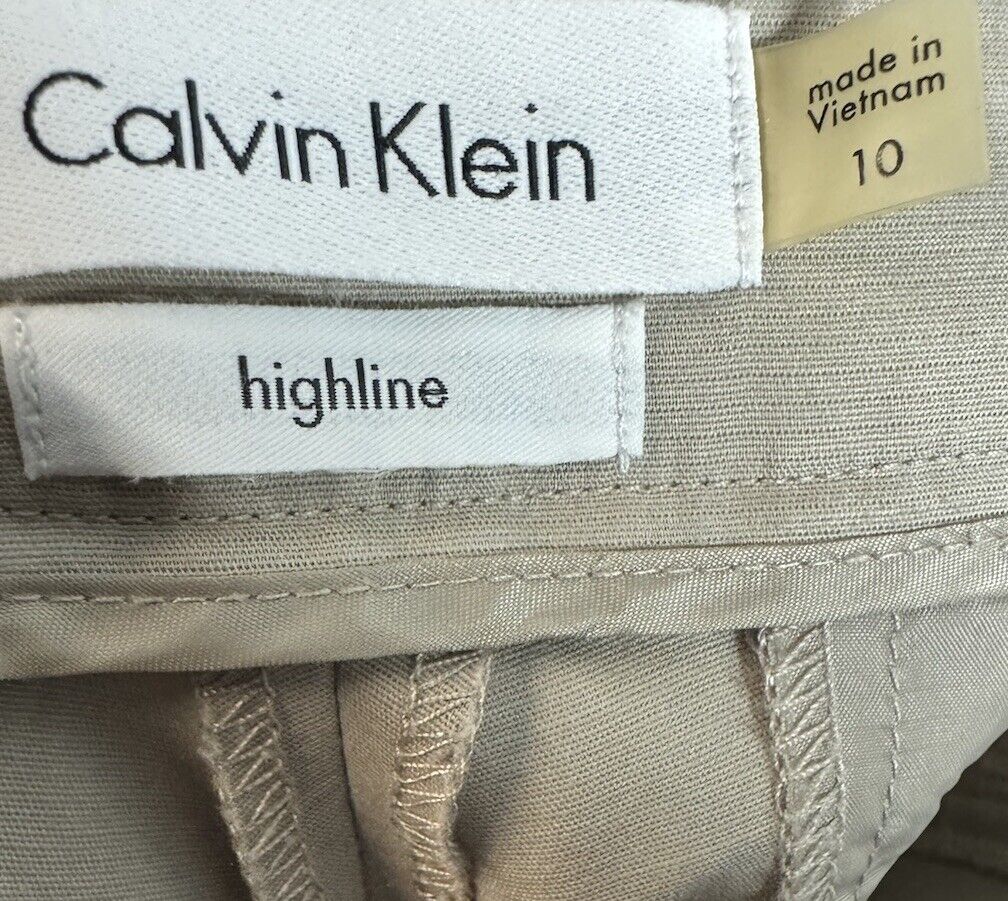 Calvin Klein
made in
Vietnam
10
highline